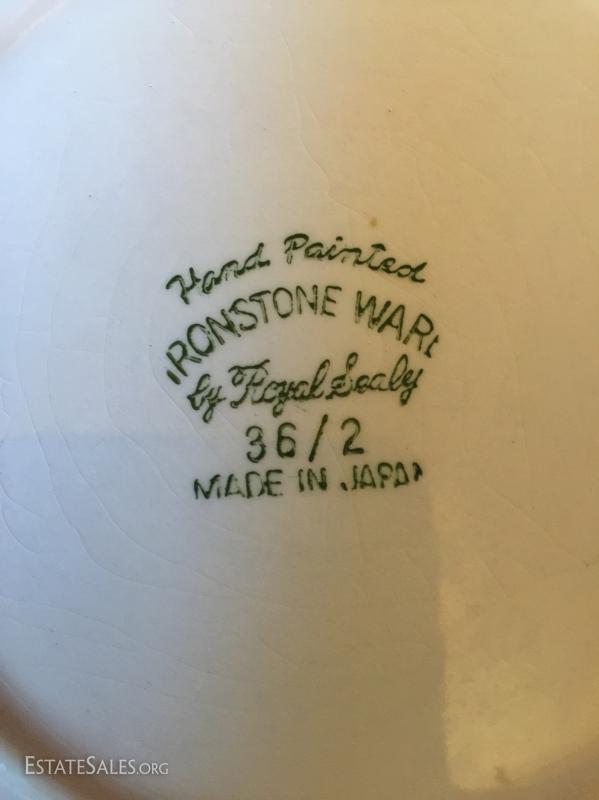 Hand Painted
IRONSTONE WARE
by Royal Sealy
36/2
MADE IN JAPAN
ESTATESALES.ORG